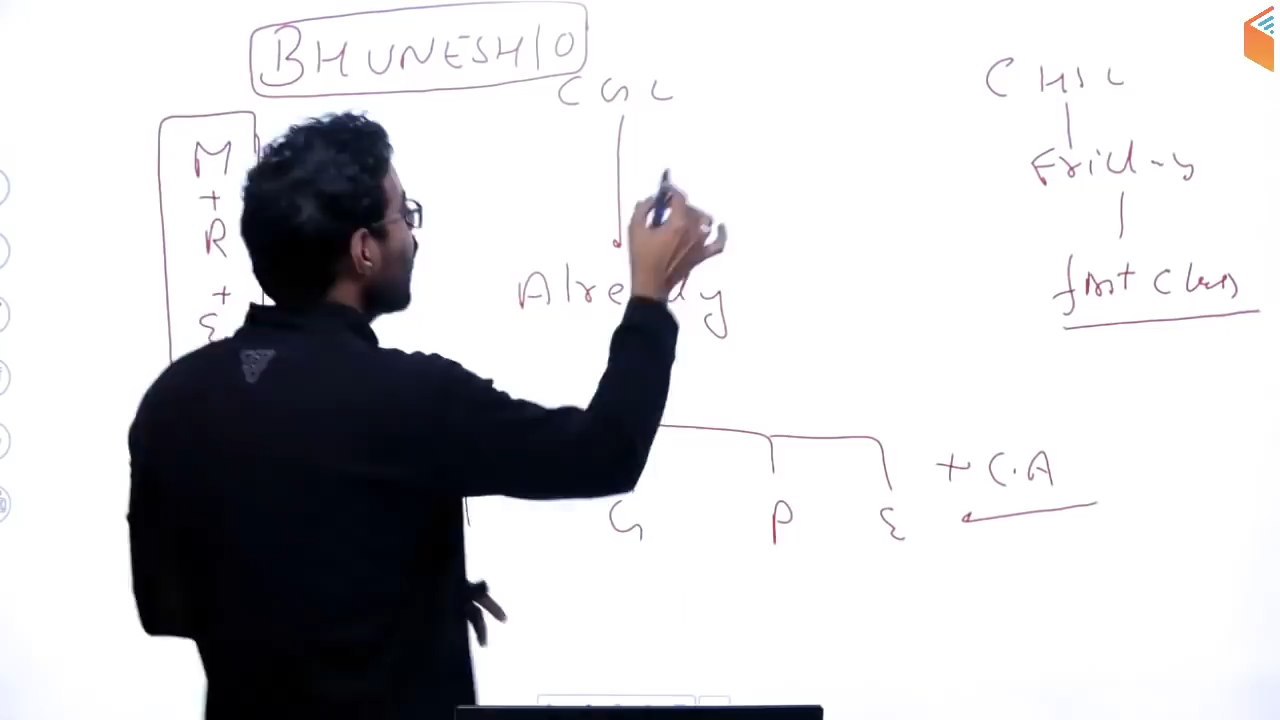 BHUNESH10
CGL
Already
CHSL
Friday
first class
M
+
R
+
E
G P E + C.A